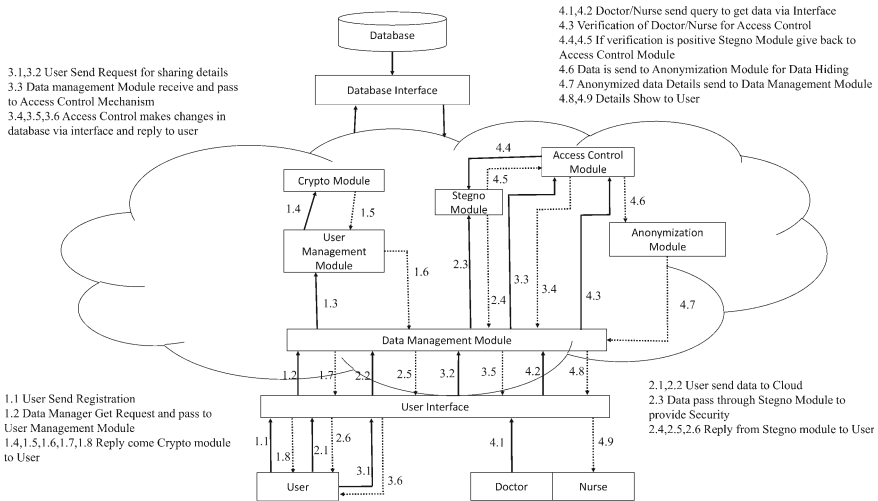 Database
4.1,4.2 Doctor/Nurse send query to get data via Interface
4.3 Verification of Doctor/Nurse for Access Control
4.4,4.5 If verification is positive Stegno Module give back to
Access Control Module
4.6 Data is send to Anonymization Module for Data Hiding
4.7 Anonymized data Details send to Data Management Module
4.8,4.9 Details Show to User
3.1,3.2 User Send Request for sharing details
3.3 Data management Module receive and pass
to Access Control Mechanism
3.4,3.5,3.6 Access Control makes changes in
database via interface and reply to user
Database Interface
4.4
Access Control
Module
Crypto Module
4.5
Stegno
Module
4.6
1.4
1.5
User
Management
Module
Anonymization
Module
1.6
2.3
3.3
3.4
2.4
4.3
4.7
1.3
Data Management Module
1.2
1.7
2.2
2.5
3.2
3.5
4.2
4.8
User Interface
1.1 User Send Registration
1.2 Data Manager Get Request and pass to
User Management Module
1.4,1.5,1.6,1.7,1.8 Reply come Crypto module
to User
2.1,2.2 User send data to Cloud
2.3 Data pass through Stegno Module to
provide Security
2.4,2.5,2.6 Reply from Stegno module to User
1.1
1.8
2.1
2.6
3.1
3.6
4.1
4.9
User
Doctor
Nurse